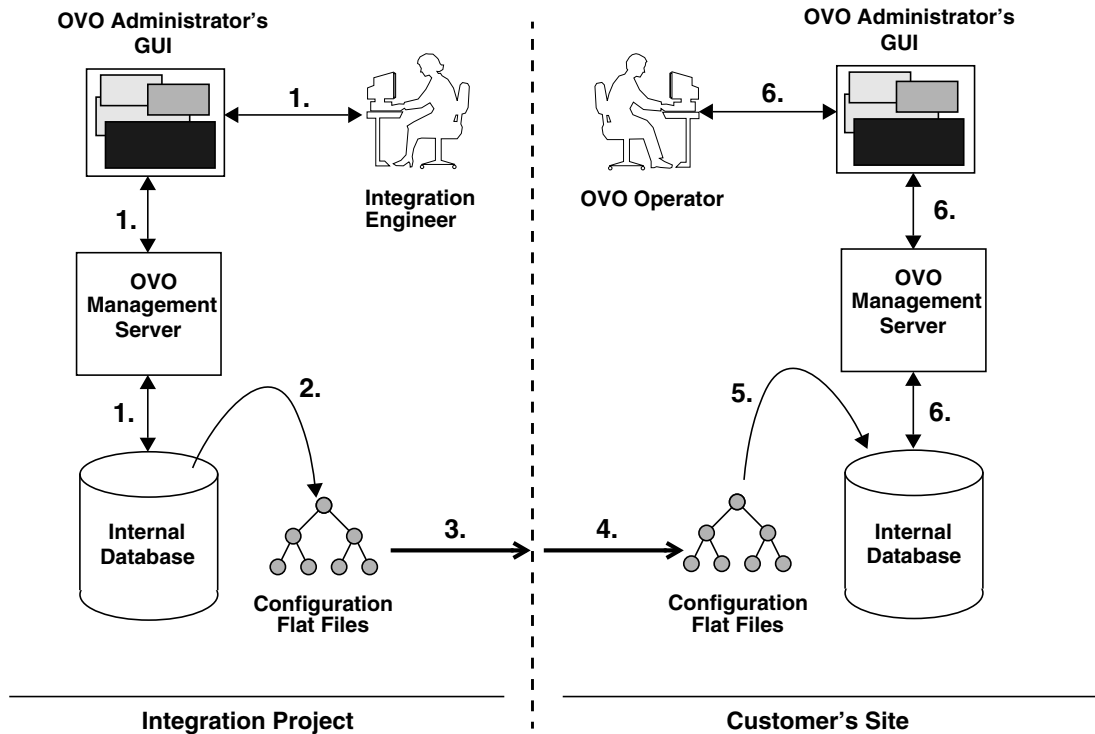 OVO Administrator's
GUI
1.
Integration
Engineer
1.
OVO
Management
Server
1.
2.
Internal
Database
Configuration
Flat Files
3.
Integration Project
OVO Administrator's
GUI
6.
OVO Operator
6.
OVO
Management
Server
5.
6.
4.
Configuration
Flat Files
Internal
Database
Customer's Site